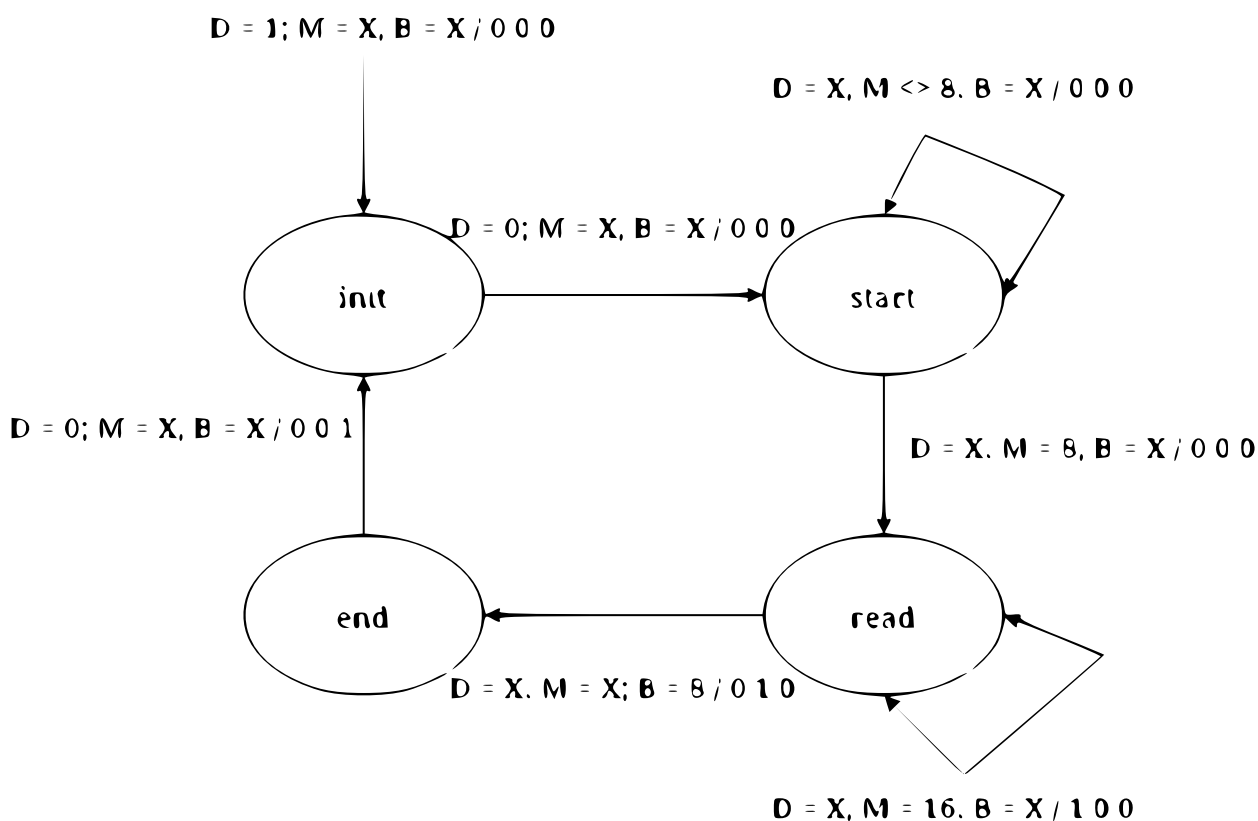 D = 1; M = X, B = X / 0 0 0
D = X, M <> 8. B = X / 0 0 0
D = 0; M = X, B = X / 0 0 0
init
start
D = 0; M = X, B = X / 0 0 1
D = X. M = 8, B = X / 0 0 0
end
read
D = X. M = X; B = 8 / 0 1 0
D = X, M = 16. B = X / 1 0 0